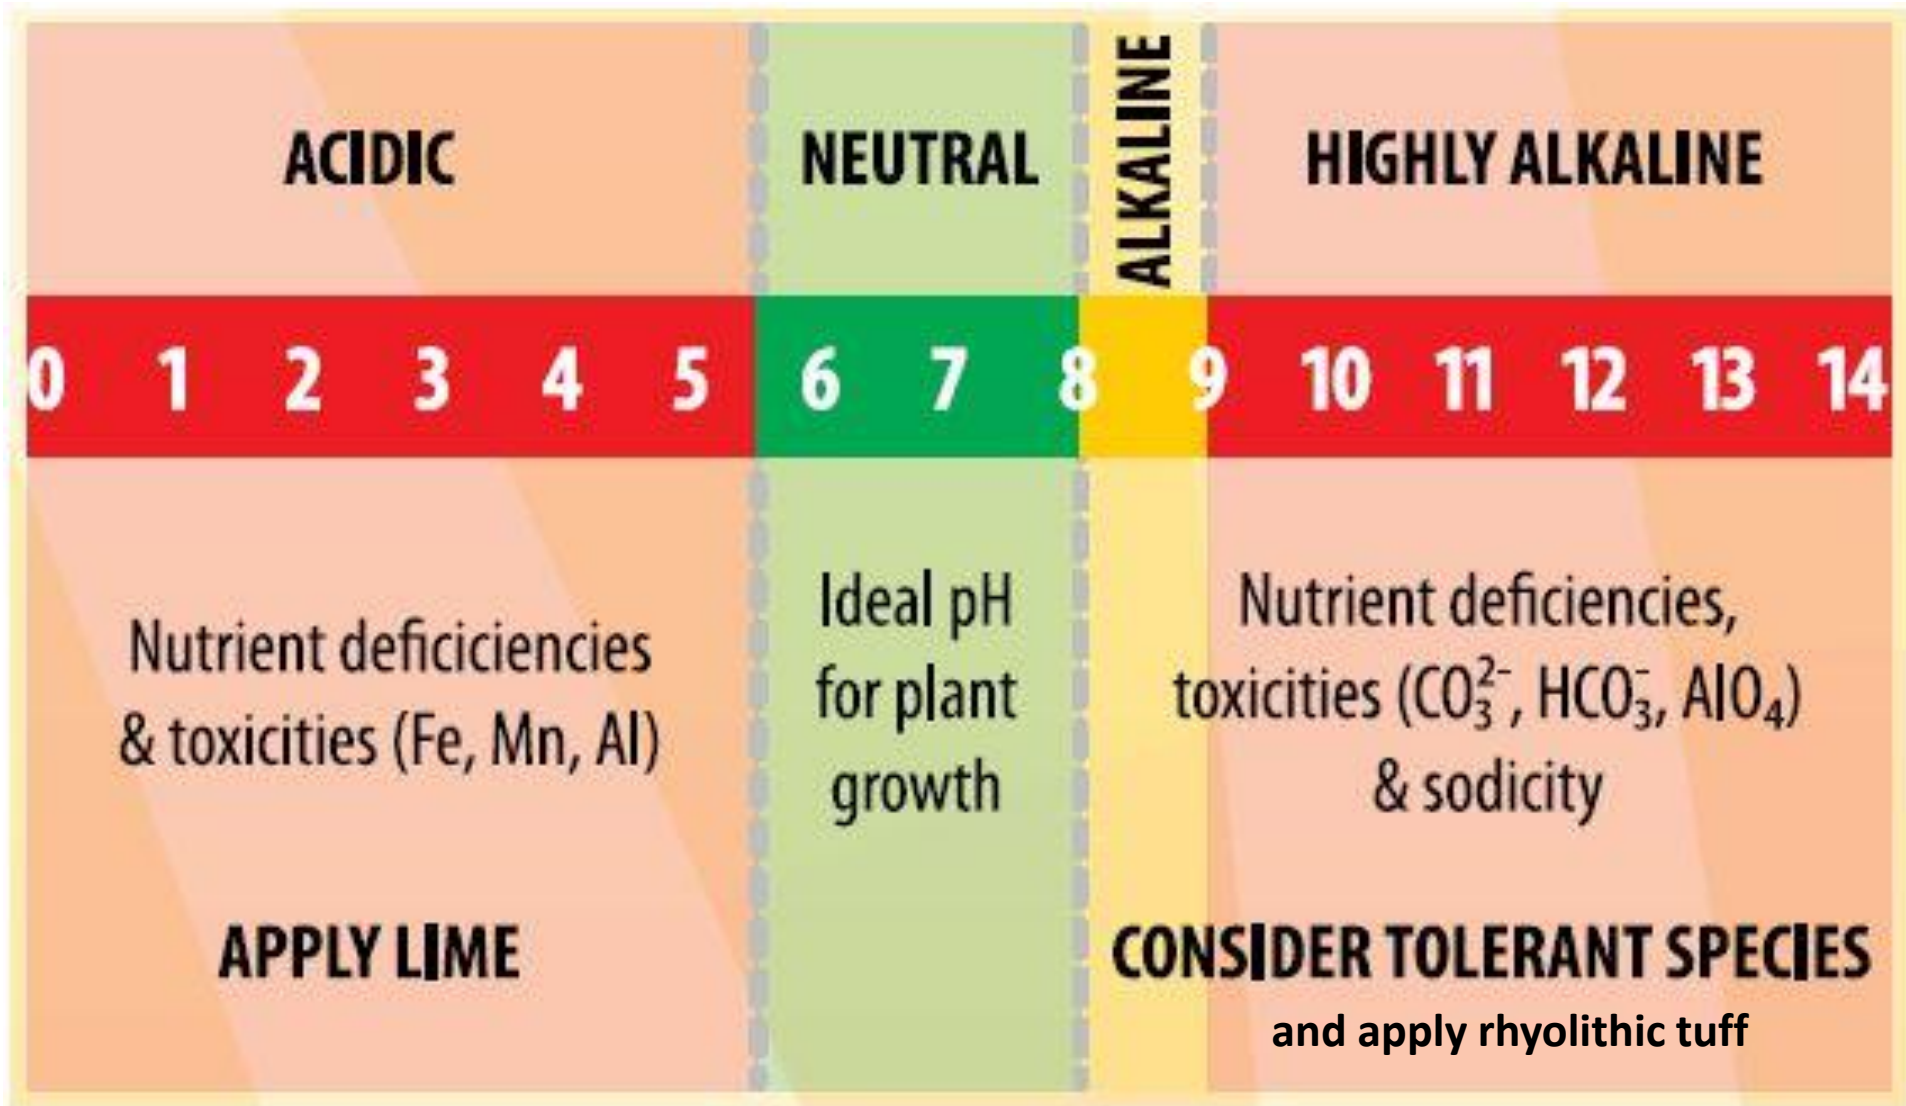 ACIDIC
NEUTRAL
ALKALINE
HIGHLY ALKALINE
0 1 2 3 4 5 6 7 8 9 10 11 12 13 14
Nutrient deficiciencies
& toxicities (Fe, Mn, Al)
APPLY LIME
Ideal pH
for plant
growth
Nutrient deficiencies,
toxicities (CO₃²⁻, HCO₃⁻, AlO₄)
& sodicity
CONSIDER TOLERANT SPECIES
and apply rhyolithic tuff